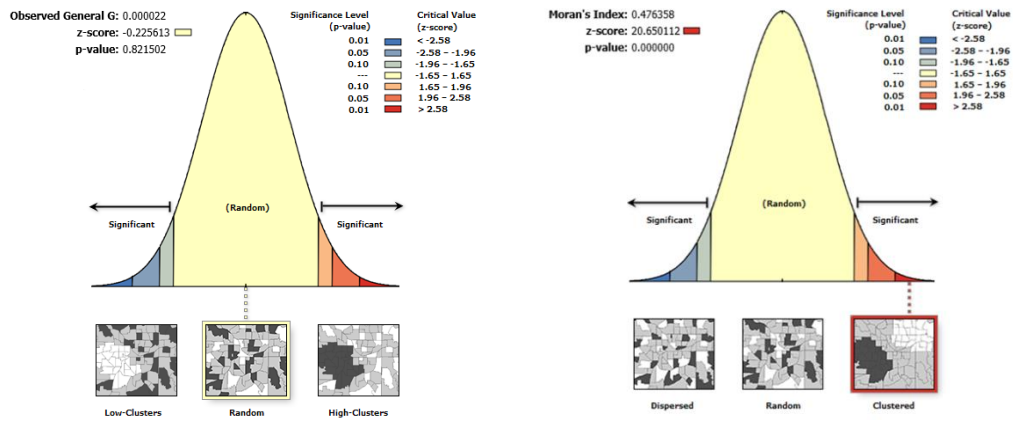 Observed General G: 0.000022
z-score: -0.225613
p-value: 0.821502
Significance Level
(p-value)
Critical Value
(z-score)
0.01 < -2.58
0.05 -2.58 – -1.96
0.10 -1.96 – -1.65
--- -1.65 – 1.65
0.10 1.65 – 1.96
0.05 1.96 – 2.58
0.01 > 2.58
(Random)
Significant
Significant
Low-Clusters
Random
High-Clusters
Moran's Index: 0.476358
z-score: 20.650112
p-value: 0.000000
Significance Level
(p-value)
Critical Value
(z-score)
0.01 < -2.58
0.05 -2.58 – -1.96
0.10 -1.96 – -1.65
--- -1.65 – 1.65
0.10 1.65 – 1.96
0.05 1.96 – 2.58
0.01 > 2.58
(Random)
Significant
Significant
Dispersed
Random
Clustered